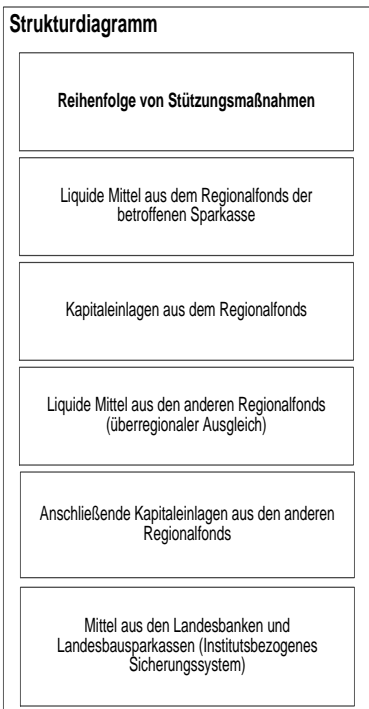 Strukturdiagramm
Reihenfolge von Stützungsmaßnahmen
Liquide Mittel aus dem Regionalfonds der
betroffenen Sparkasse
Kapitaleinlagen aus dem Regionalfonds
Liquide Mittel aus den anderen Regionalfonds
(überregionaler Ausgleich)
Anschließende Kapitaleinlagen aus den anderen
Regionalfonds
Mittel aus den Landesbanken und
Landesbausparkassen (Institutsbezogenes
Sicherungssystem)